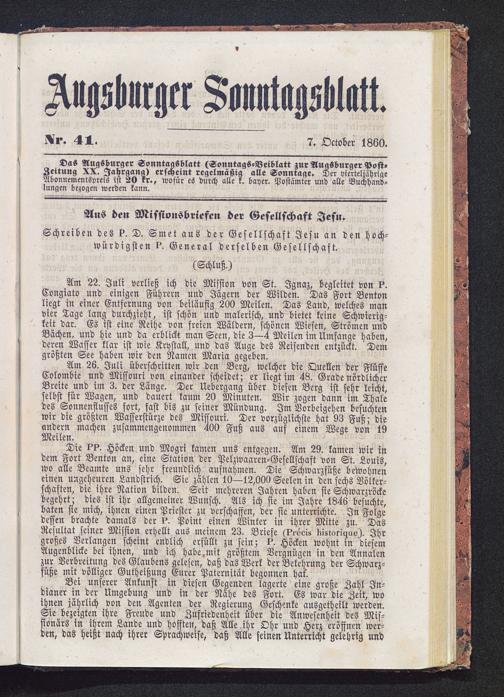 Augsburger Sonntagsblatt.
Nr. 41.
7. October 1860.
Das Augsburger Sonntagsblatt (Sonntags-Beiblatt zur Augsburger Post-
Zeitung XX. Jahrgang) erscheint regelmäßig alle Sonntage. Der vierteljährige
Abonnementspreis ist 20 kr., wofür es durch alle k. bayer. Postämter und alle Buchhand-
lungen bezogen werden kann.
Aus den Missionsbriefen der Gesellschaft Jesu.
Schreiben des P. D. Smet aus der Gesellschaft Jesu an den hoch-
würdigsten P. General derselben Gesellschaft.
(Schluß.)
Am 22. Juli verließ ich die Mission von St. Ignaz, begleitet von P.
Congiato und einigen Führern und Jägern der Wilden. Das Fort Benton
liegt in einer Entfernung von beiläufig 200 Meilen. Das Land, welches man
vier Tage lang durchzieht, ist schön und malerisch, und bietet keine Schwierig-
keit dar. Es ist eine Reihe von freien Wäldern, schönen Wiesen, Strömen und
Bächen, und hie und da erblickt man Seen, die 3—4 Meilen im Umfange haben,
deren Wasser klar ist wie Krystall, und das Auge des Reisenden entzückt. Dem
größten See haben wir den Namen Maria gegeben.
Am 26. Juli überschritten wir den Berg, welcher die Quellen der Flüsse
Colombie und Missouri von einander scheidet; er liegt im 48. Grade nördlicher
Breite und im 3. der Länge. Der Uebergang über diesen Berg ist sehr leicht,
selbst für Wagen, und dauert kaum 20 Minuten. Wir zogen dann im Thale
des Sonnenflusses fort, fast bis zu seiner Mündung. Im Vorbeigehen besuchten
wir die größten Wasserstürze des Missouri. Der vorzüglichste hat 93 Fuß; die
andern machen zusammengenommen 400 Fuß aus auf einem Wege von 19
Meilen.
Die PP. Höcken und Mogri kamen uns entgegen. Am 29. kamen wir in
dem Fort Benton an, eine Station der Pelzwaaren-Gesellschaft von St. Louis,
wo alle Beamte uns sehr freundlich aufnahmen. Die Schwarzfüße bewohnen
einen ungeheuren Landstrich. Sie zählen 10—12,000 Seelen in den sechs Völker-
schaften, die ihre Nation bilden. Seit mehreren Jahren haben sie Schwarzröcke
begehrt; dies ist ihr allgemeiner Wunsch. Als ich sie im Jahre 1846 besuchte,
baten sie mich, ihnen einen Priester zu verschaffen, der sie unterrichte. In Folge
dessen brachte damals der P. Point einen Winter in ihrer Mitte zu. Das
Resultat seiner Mission erhellt aus meinem 23. Briefe (Précis historique). Ihr
großes Verlangen scheint endlich erfüllt zu sein; P. Höcken wohnt in diesem
Augenblicke bei ihnen, und ich habe mit größtem Vergnügen in den Annalen
zur Verbreitung des Glaubens gelesen, daß das Werk der Bekehrung der Schwarz-
füße mit völliger Gutheißung Eurer Paternität begonnen hat.
Bei unserer Ankunft in diesen Gegenden lagerte eine große Zahl In-
dianer in der Umgebung und in der Nähe des Fort. Es war die Zeit, wo
ihnen jährlich von den Agenten der Regierung Geschenke ausgetheilt werden.
Sie bezeigten ihre Freude und Zufriedenheit über die Anwesenheit des Mis-
sionärs in ihrem Lande und hofften, daß Alle ihr Ohr und Herz eröffnen wer-
den, das heißt nach ihrer Sprachweise, daß Alle seinen Unterricht gelehrig und